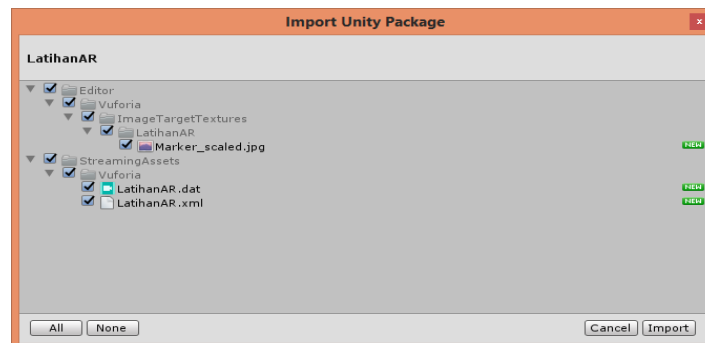 Import Unity Package
x
LatihanAR
Editor
Vuforia
ImageTargetTextures
LatihanAR
Marker_scaled.jpg NEW
StreamingAssets
Vuforia
LatihanAR.dat NEW
LatihanAR.xml NEW
All None Cancel Import